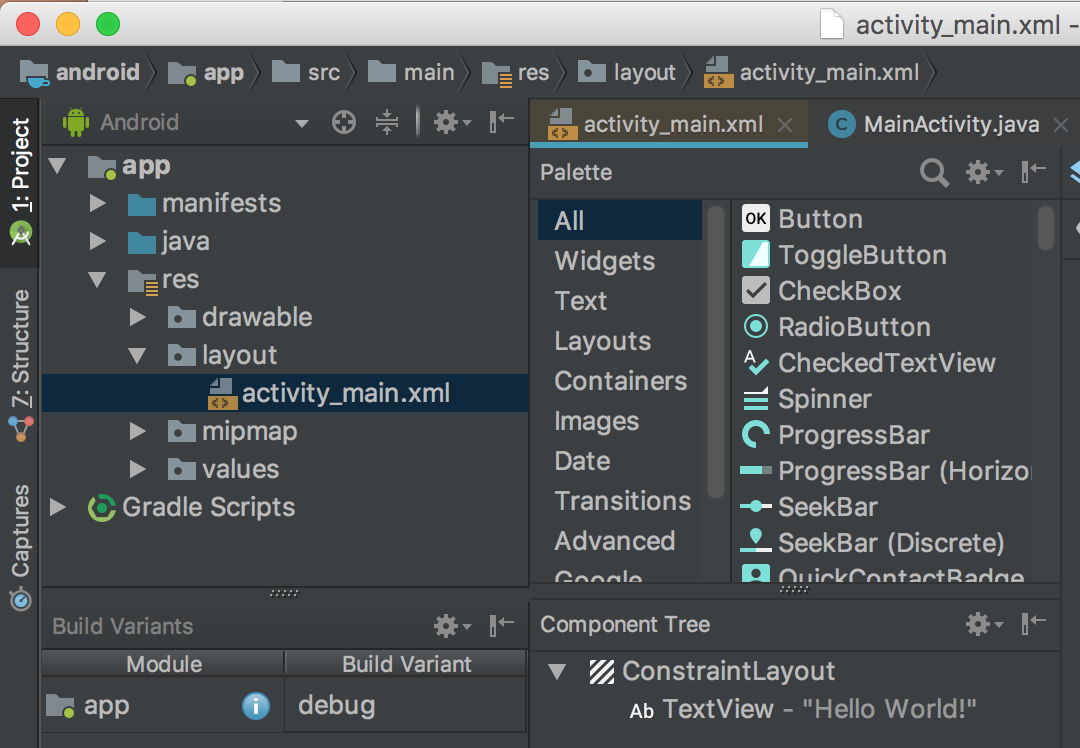 activity_main.xml -
android app src main res layout activity_main.xml
1: Project
Z: Structure
Captures
Android
app
manifests
java
res
drawable
layout
activity_main.xml
mipmap
values
Gradle Scripts
Build Variants
Module Build Variant
app debug
activity_main.xml MainActivity.java
Palette
All
Widgets
Text
Layouts
Containers
Images
Date
Transitions
Advanced
Google
OK Button
ToggleButton
CheckBox
RadioButton
CheckedTextView
Spinner
ProgressBar
ProgressBar (Horizo
SeekBar
SeekBar (Discrete)
QuickContactBadge
Component Tree
ConstraintLayout
Ab TextView - "Hello World!"